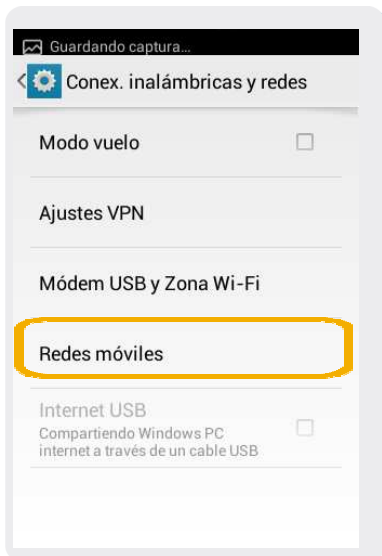 Guardando captura...
Conex. inalámbricas y redes
Modo vuelo
Ajustes VPN
Módem USB y Zona Wi-Fi
Redes móviles
Internet USB
Compartiendo Windows PC
internet a través de un cable USB